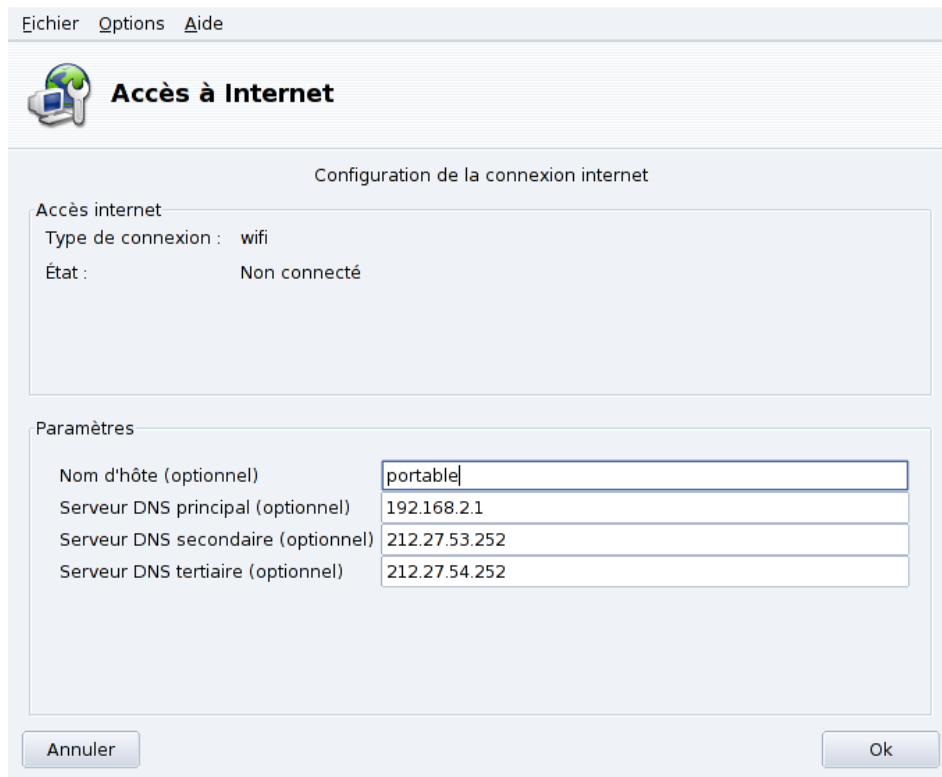 Fichier Options Aide
Accès à Internet
Configuration de la connexion internet
Accès internet
Type de connexion : wifi
État : Non connecté
Paramètres
Nom d'hôte (optionnel) portable
Serveur DNS principal (optionnel) 192.168.2.1
Serveur DNS secondaire (optionnel) 212.27.53.252
Serveur DNS tertiaire (optionnel) 212.27.54.252
Annuler Ok